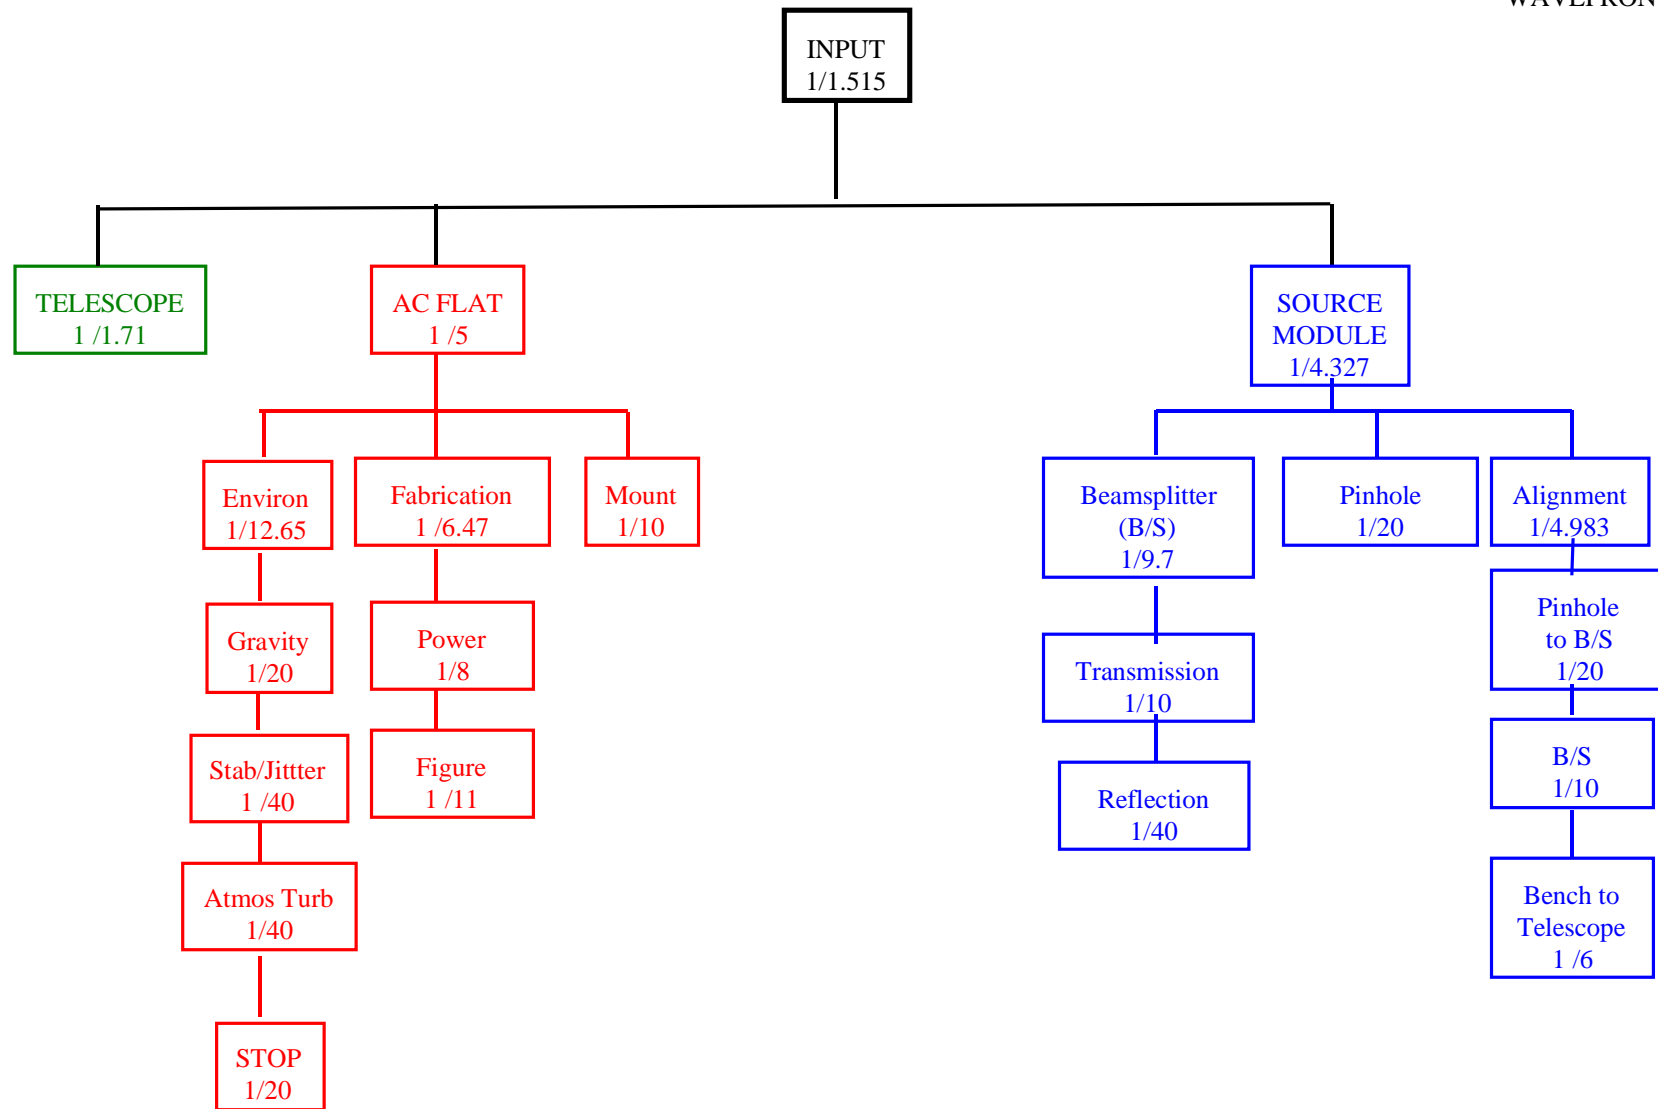 WAVEFRON
INPUT
1/1.515
TELESCOPE
1 /1.71
AC FLAT
1 /5
SOURCE
MODULE
1/4.327
Environ
1/12.65
Fabrication
1 /6.47
Mount
1/10
Beamsplitter
(B/S)
1/9.7
Pinhole
1/20
Alignment
1/4.983
Gravity
1/20
Power
1/8
Transmission
1/10
Pinhole
to B/S
1/20
Stab/Jittter
1 /40
Figure
1 /11
Reflection
1/40
B/S
1/10
Atmos Turb
1/40
Bench to
Telescope
1 /6
STOP
1/20